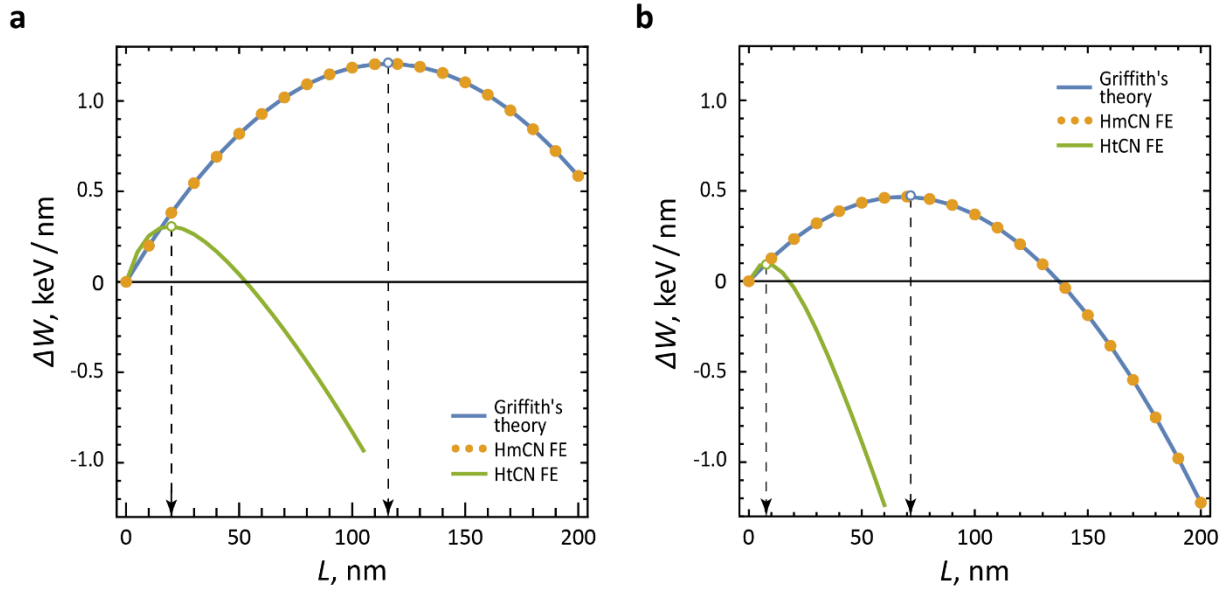 a
ΔW, keV / nm
1.0
0.5
0
-0.5
-1.0
0
50
100
150
200
L, nm
Griffith's
theory
HmCN FE
HtCN FE
b
ΔW, keV / nm
1.0
0.5
0
-0.5
-1.0
0
50
100
150
200
L, nm
Griffith's
theory
HmCN FE
HtCN FE